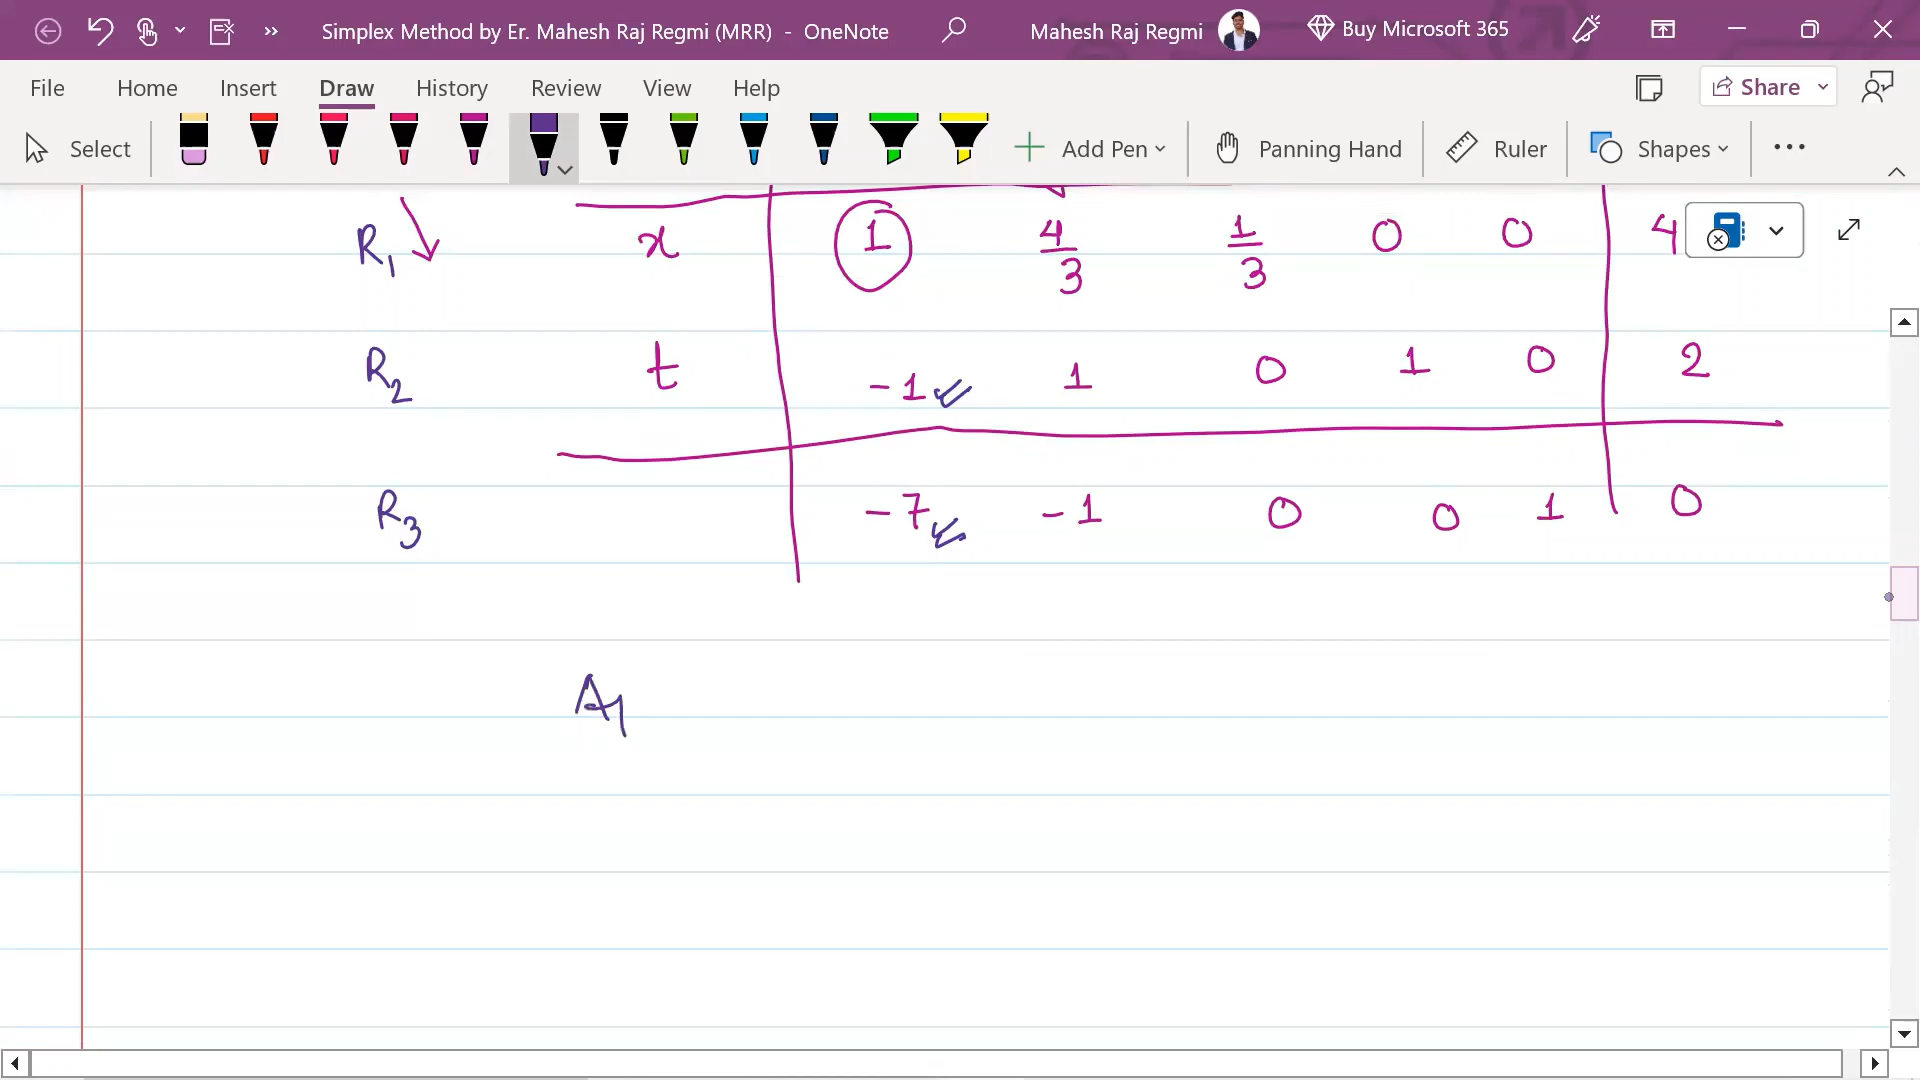 Simplex Method by Er. Mahesh Raj Regmi (MRR) - OneNote
Mahesh Raj Regmi
Buy Microsoft 365
File Home Insert Draw History Review View Help
Share
Select
Add Pen
Panning Hand
Ruler
Shapes
R₁ x 1 4/3 1/3 0 0 4
R₂ t -1 1 0 1 0 2
R₃ -7 -1 0 0 1 0